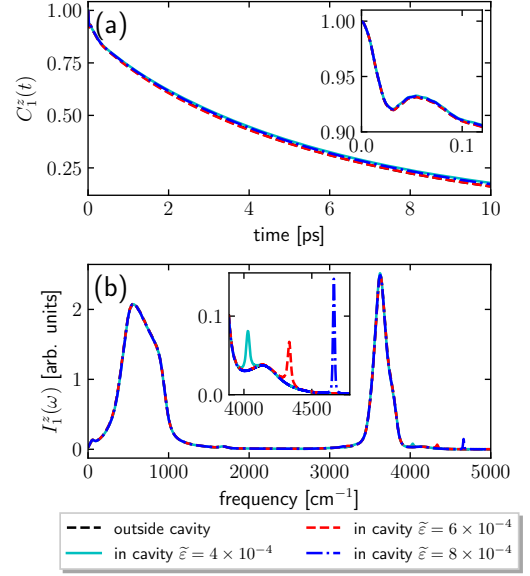 (a)
1.00
0.75
0.50
0.25
C₁ᶻ(t)
1.00
0.95
0.90
0.0
0.1
0
2
4
6
8
10
time [ps]
(b)
2
1
0
I₁ᶻ(ω) [arb. units]
0.1
0.0
4000
4500
0
1000
2000
3000
4000
5000
frequency [cm⁻¹]
outside cavity
in cavity ε̃ = 4 × 10⁻⁴
in cavity ε̃ = 6 × 10⁻⁴
in cavity ε̃ = 8 × 10⁻⁴